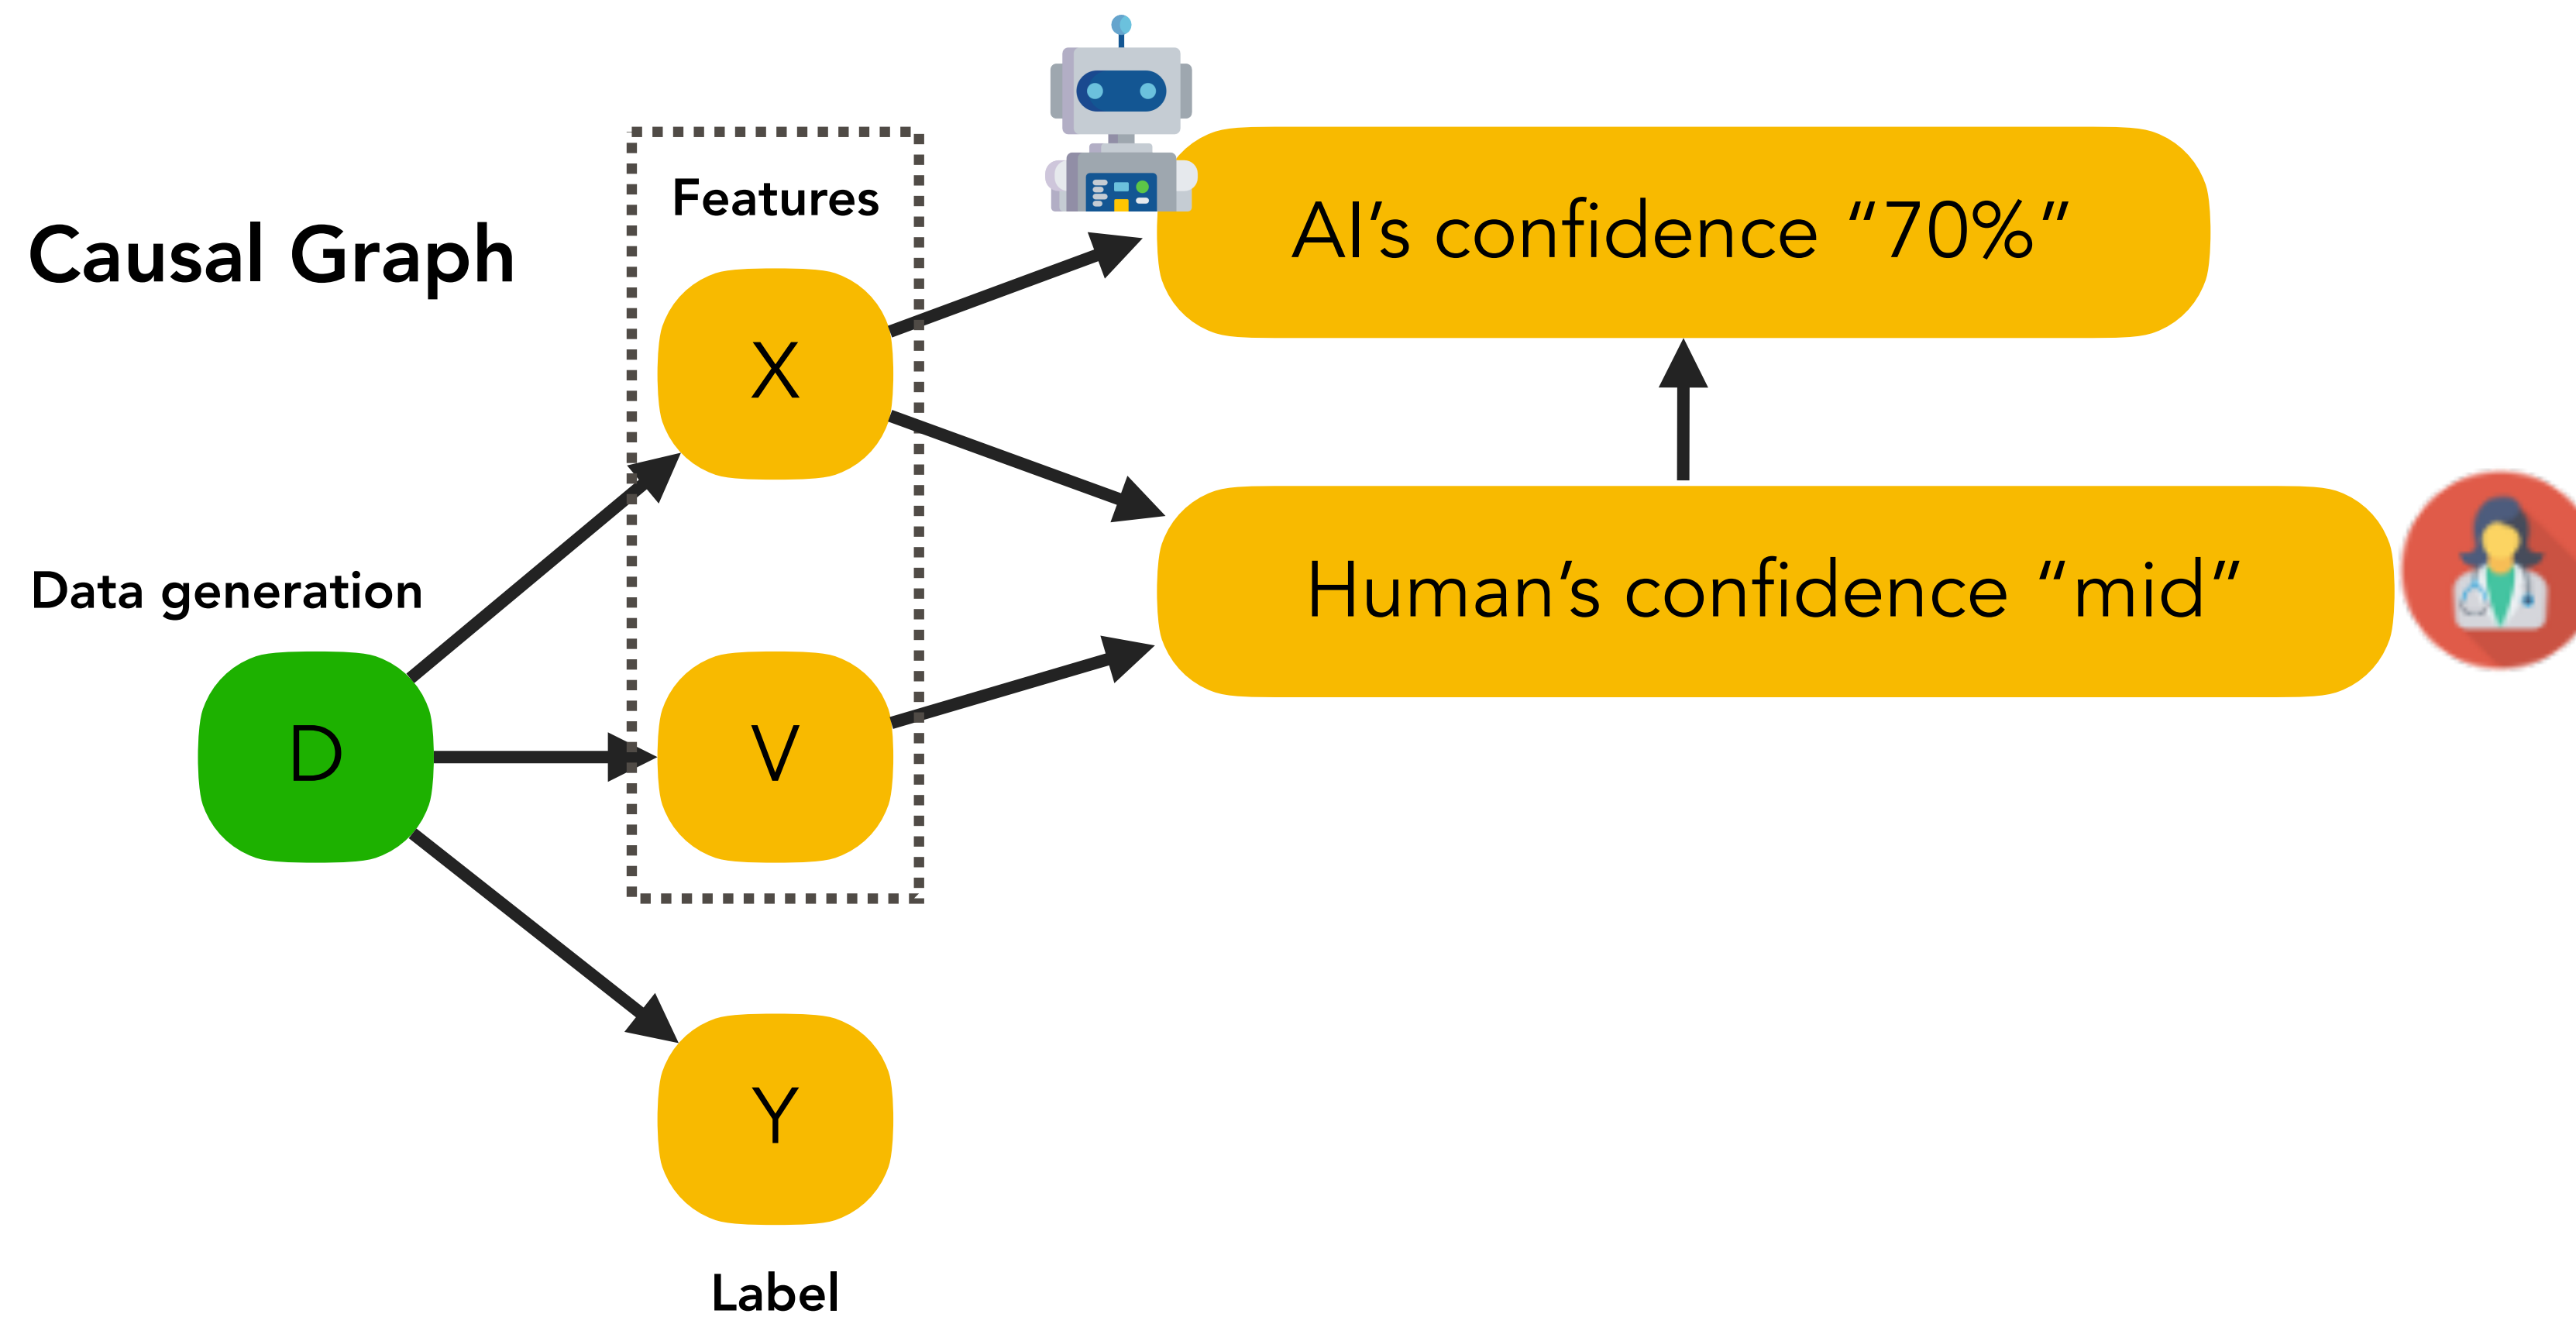 Causal Graph
Features
AI’s confidence “70%”
X
Human’s confidence “mid”
Data generation
D
V
Y
Label